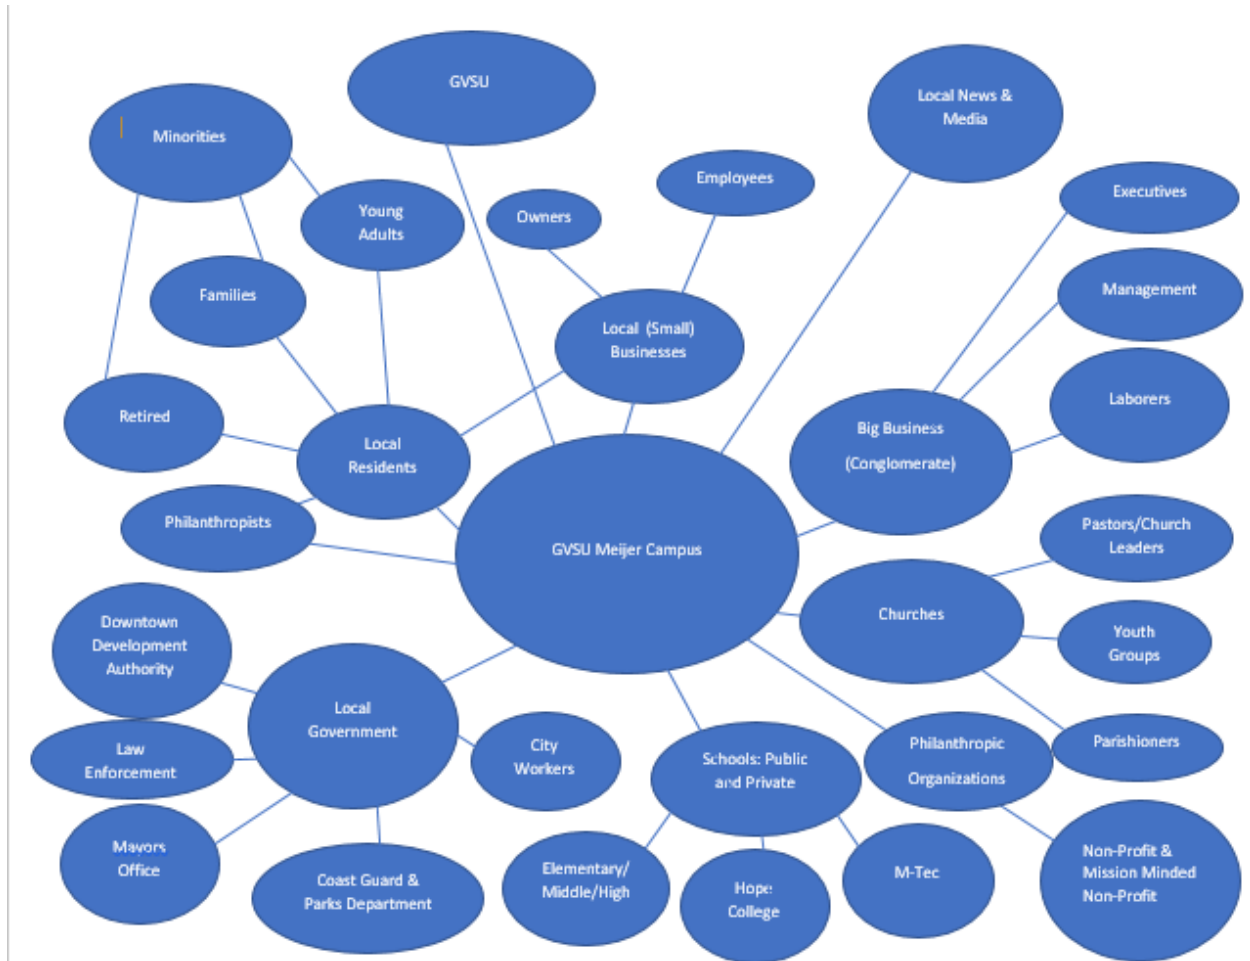 GVSU
Local News &
Media
Minorities
Employees
Executives
Young
Adults
Owners
Families
Management
Local (Small)
Businesses
Laborers
Retired
Local
Residents
Big Business
(Conglomerate)
Philanthropists
GVSU Meijer Campus
Pastors/Church
Leaders
Churches
Downtown
Development
Authority
Youth
Groups
Local
Government
City
Workers
Law
Enforcement
Schools: Public
and Private
Philanthropic
Organizations
Parishioners
Mayors
Office
Coast Guard &
Parks Department
Elementary/
Middle/High
Hope
College
M-Tec
Non-Profit &
Mission Minded
Non-Profit